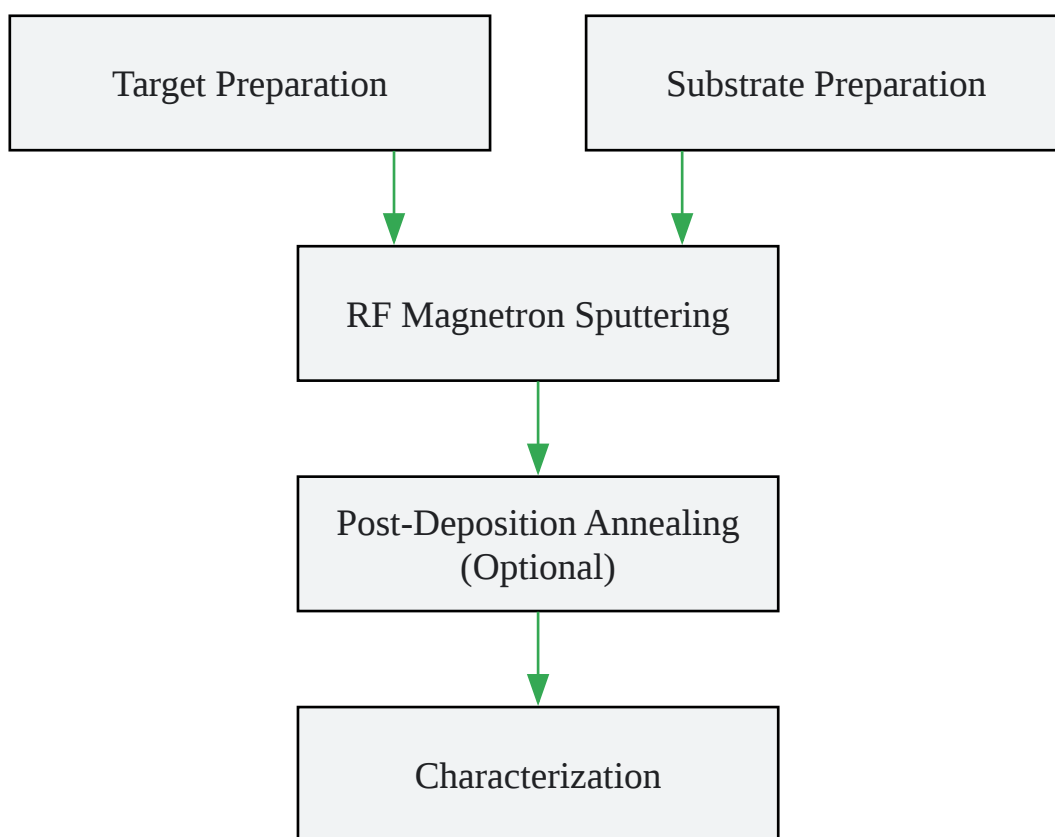 Target Preparation
Substrate Preparation
RF Magnetron Sputtering
Post-Deposition Annealing
(Optional)
Characterization